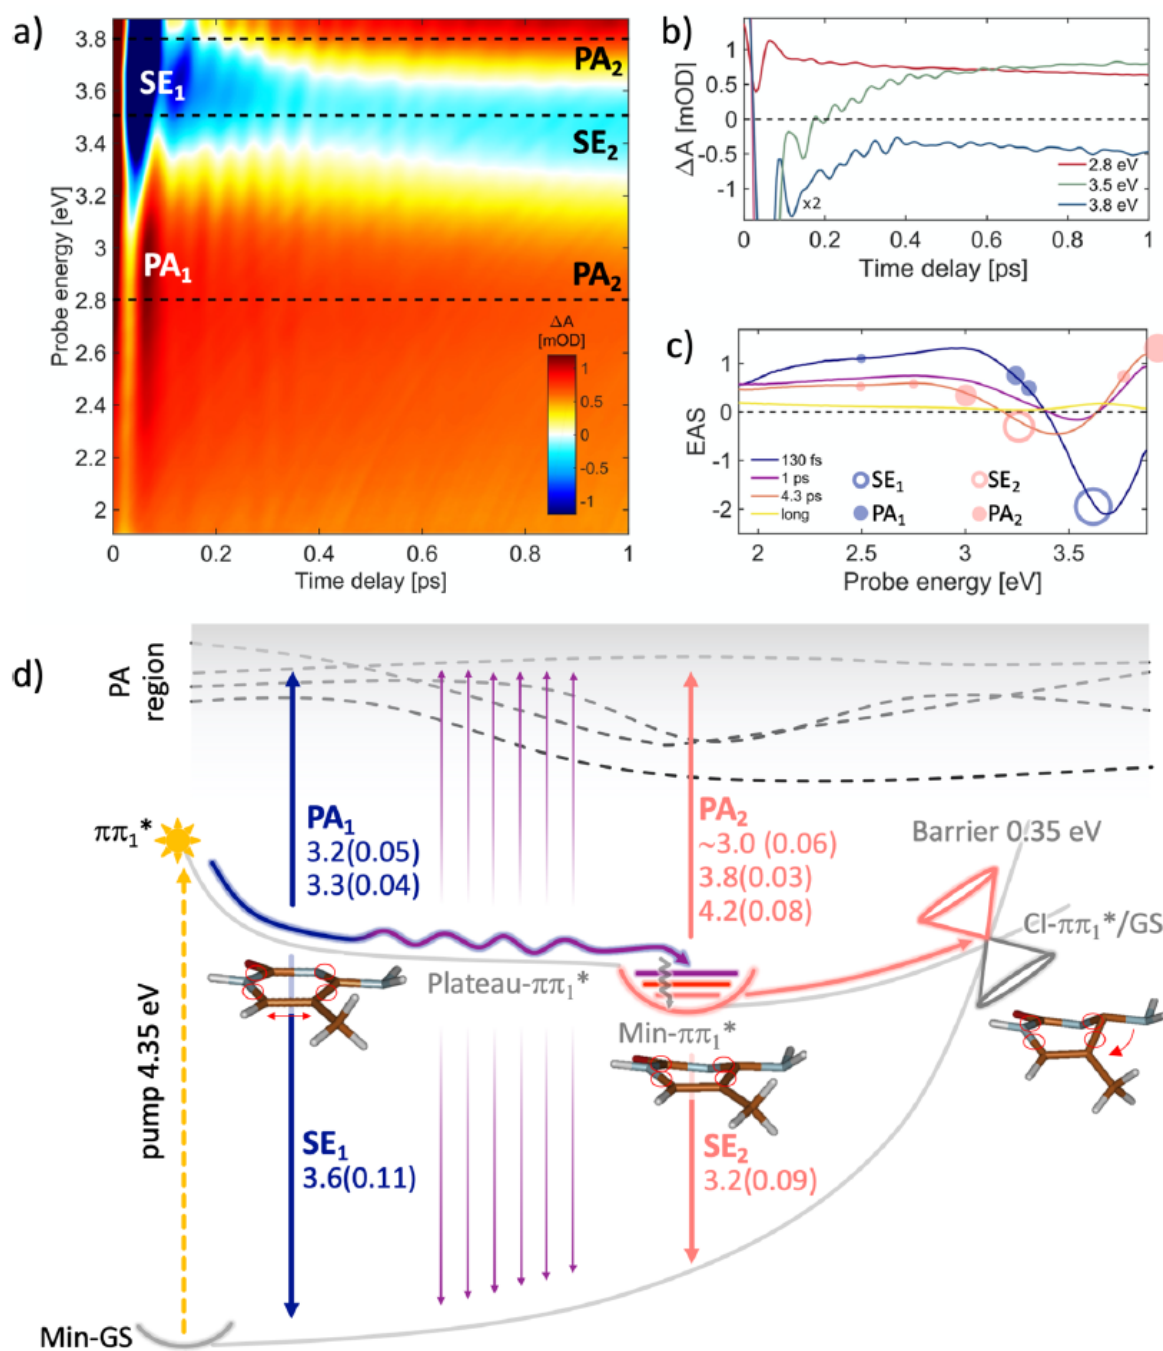 a)
3.8
3.6
3.4
3.2
3
2.8
2.6
2.4
2.2
2
Probe energy [eV]
SE₁
PA₁
PA₂
SE₂
PA₂
ΔA
[mOD]
1
0.5
0
-0.5
-1
0
0.2
0.4
0.6
0.8
1
Time delay [ps]
b)
ΔA [mOD]
1
0.5
0
-0.5
-1
x2
2.8 eV
3.5 eV
3.8 eV
0
0.2
0.4
0.6
0.8
1
Time delay [ps]
c)
EAS
1
0
-1
-2
130 fs
1 ps
4.3 ps
long
SE₁
PA₁
SE₂
PA₂
2
2.5
3
3.5
Probe energy [eV]
d)
PA
region
ππ₁*
pump 4.35 eV
Min-GS
PA₁
3.2(0.05)
3.3(0.04)
PA₂
~3.0 (0.06)
3.8(0.03)
4.2(0.08)
Barrier 0.35 eV
CI-ππ₁*/GS
Plateau-ππ₁*
Min-ππ₁*
SE₁
3.6(0.11)
SE₂
3.2(0.09)